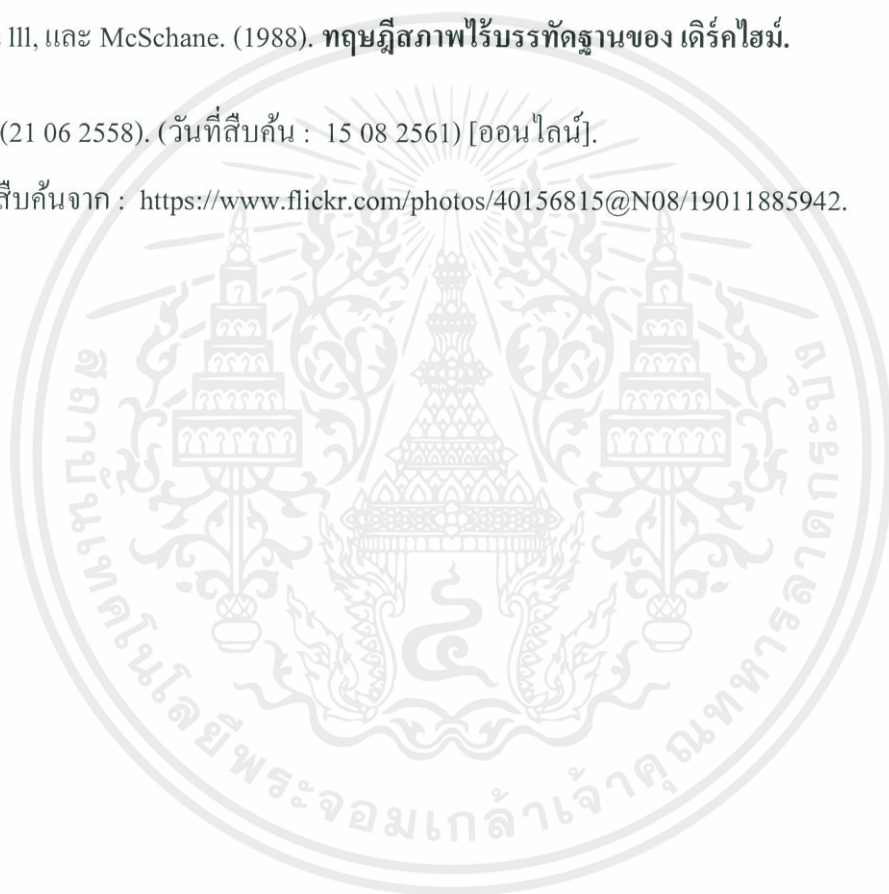 lll, และ McSchane. (1988). ทฤษฎีสภาพไร้บรรทัดฐานของ เดิร์คไฮม์.
(21 06 2558). (วันที่สืบค้น : 15 08 2561) [ออนไลน์].
สืบค้นจาก : https://www.flickr.com/photos/40156815@N08/19011885942.
สถาบันเทคโนโลยีพระจอมเกล้าเจ้าคุณทหารลาดกระบัง